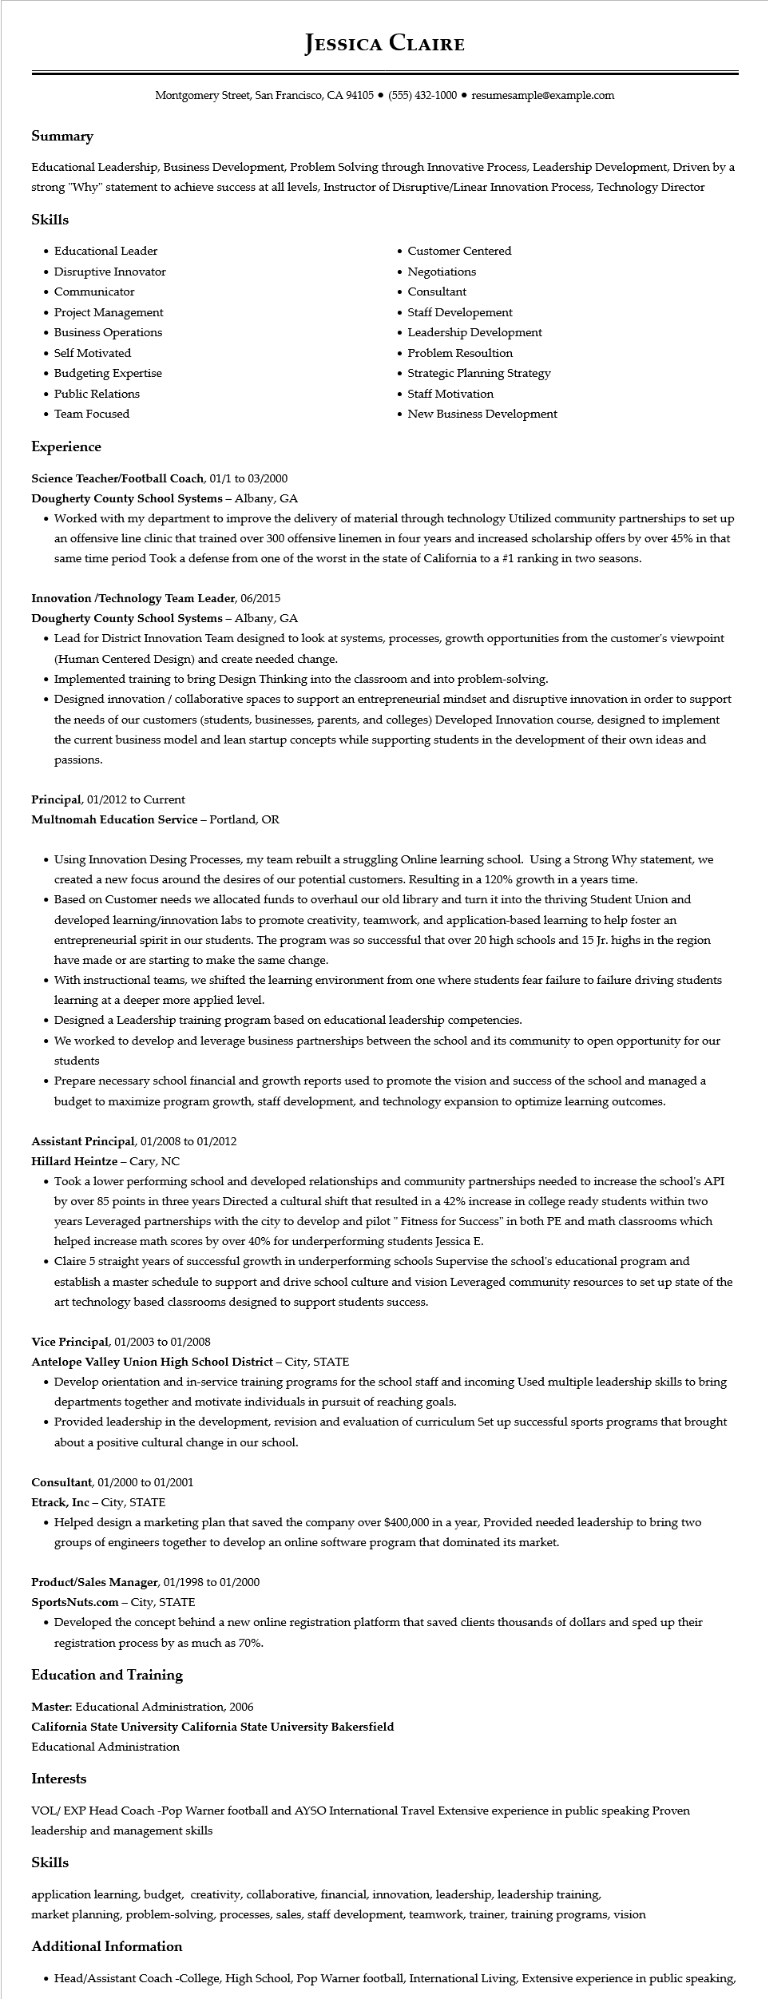 Jessica Claire
Montgomery Street, San Francisco, CA 94105 ● (555) 432-1000 ● resumesample@example.com
Summary
Educational Leadership, Business Development, Problem Solving through Innovative Process, Leadership Development, Driven by a
strong "Why" statement to achieve success at all levels, Instructor of Disruptive/Linear Innovation Process, Technology Director
Skills
• Educational Leader
• Disruptive Innovator
• Communicator
• Project Management
• Business Operations
• Self Motivated
• Budgeting Expertise
• Public Relations
• Team Focused
• Customer Centered
• Negotiations
• Consultant
• Staff Developement
• Leadership Development
• Problem Resoultion
• Strategic Planning Strategy
• Staff Motivation
• New Business Development
Experience
Science Teacher/Football Coach, 01/1 to 03/2000
Dougherty County School Systems – Albany, GA
• Worked with my department to improve the delivery of material through technology Utilized community partnerships to set up
an offensive line clinic that trained over 300 offensive linemen in four years and increased scholarship offers by over 45% in that
same time period Took a defense from one of the worst in the state of California to a #1 ranking in two seasons.
Innovation /Technology Team Leader, 06/2015
Dougherty County School Systems – Albany, GA
• Lead for District Innovation Team designed to look at systems, processes, growth opportunities from the customer's viewpoint
(Human Centered Design) and create needed change.
• Implemented training to bring Design Thinking into the classroom and into problem-solving.
• Designed innovation / collaborative spaces to support an entrepreneurial mindset and disruptive innovation in order to support
the needs of our customers (students, businesses, parents, and colleges) Developed Innovation course, designed to implement
the current business model and lean startup concepts while supporting students in the development of their own ideas and
passions.
Principal, 01/2012 to Current
Multnomah Education Service – Portland, OR
• Using Innovation Desing Processes, my team rebuilt a struggling Online learning school.  Using a Strong Why statement, we
created a new focus around the desires of our potential customers. Resulting in a 120% growth in a years time.
• Based on Customer needs we allocated funds to overhaul our old library and turn it into the thriving Student Union and
developed learning/innovation labs to promote creativity, teamwork, and application-based learning to help foster an
entrepreneurial spirit in our students. The program was so successful that over 20 high schools and 15 Jr. highs in the region
have made or are starting to make the same change.
• With instructional teams, we shifted the learning environment from one where students fear failure to failure driving students
learning at a deeper more applied level.
• Designed a Leadership training program based on educational leadership competencies.
• We worked to develop and leverage business partnerships between the school and its community to open opportunity for our
students
• Prepare necessary school financial and growth reports used to promote the vision and success of the school and managed a
budget to maximize program growth, staff development, and technology expansion to optimize learning outcomes.
Assistant Principal, 01/2008 to 01/2012
Hillard Heintze – Cary, NC
• Took a lower performing school and developed relationships and community partnerships needed to increase the school's API
by over 85 points in three years Directed a cultural shift that resulted in a 42% increase in college ready students within two
years Leveraged partnerships with the city to develop and pilot " Fitness for Success" in both PE and math classrooms which
helped increase math scores by over 40% for underperforming students Jessica E.
• Claire 5 straight years of successful growth in underperforming schools Supervise the school's educational program and
establish a master schedule to support and drive school culture and vision Leveraged community resources to set up state of the
art technology based classrooms designed to support students success.
Vice Principal, 01/2003 to 01/2008
Antelope Valley Union High School District – City, STATE
• Develop orientation and in-service training programs for the school staff and incoming Used multiple leadership skills to bring
departments together and motivate individuals in pursuit of reaching goals.
• Provided leadership in the development, revision and evaluation of curriculum Set up successful sports programs that brought
about a positive cultural change in our school.
Consultant, 01/2000 to 01/2001
Etrack, Inc – City, STATE
• Helped design a marketing plan that saved the company over $400,000 in a year, Provided needed leadership to bring two
groups of engineers together to develop an online software program that dominated its market.
Product/Sales Manager, 01/1998 to 01/2000
SportsNuts.com – City, STATE
• Developed the concept behind a new online registration platform that saved clients thousands of dollars and sped up their
registration process by as much as 70%.
Education and Training
Master: Educational Administration, 2006
California State University California State University Bakersfield
Educational Administration
Interests
VOL/ EXP Head Coach -Pop Warner football and AYSO International Travel Extensive experience in public speaking Proven
leadership and management skills
Skills
application learning, budget,  creativity, collaborative, financial, innovation, leadership, leadership training,
market planning, problem-solving, processes, sales, staff development, teamwork, trainer, training programs, vision
Additional Information
• Head/Assistant Coach -College, High School, Pop Warner football, International Living, Extensive experience in public speaking,